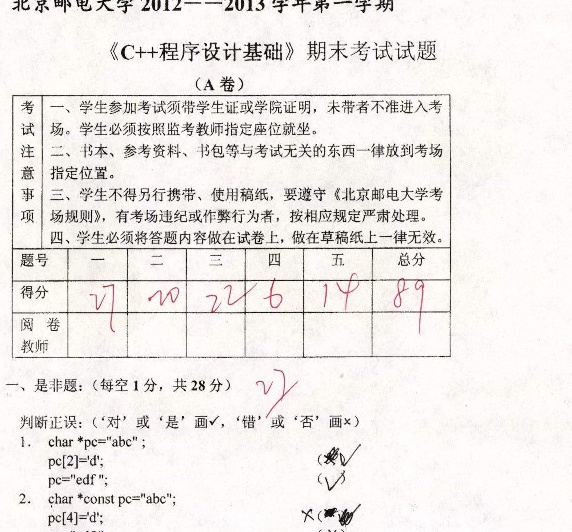 北京邮电大学 2012——2013 学年第一学期
《C++程序设计基础》期末考试试题
（A 卷）
考试注意事项
一、学生参加考试须带学生证或学院证明，未带者不准进入考
场。学生必须按照监考教师指定座位就坐。
二、书本、参考资料、书包等与考试无关的东西一律放到考场
指定位置。
三、学生不得另行携带、使用稿纸，要遵守《北京邮电大学考
场规则》，有考场违纪或作弊行为者，按相应规定严肃处理。
四、学生必须将答题内容做在试卷上，做在草稿纸上一律无效。
题号 一 二 三 四 五 总分
得分 27 20 22 6 14 89
阅 卷
教师
一、是非题：（每空 1 分，共 28 分） 27
判断正误：（‘对’或‘是’画✓，‘错’或‘否’画×）
1. char *pc="abc" ;
pc[2]='d'; ( ✓
pc="edf "; (✓)
2. char *const pc="abc";
pc[4]='d'; ×(